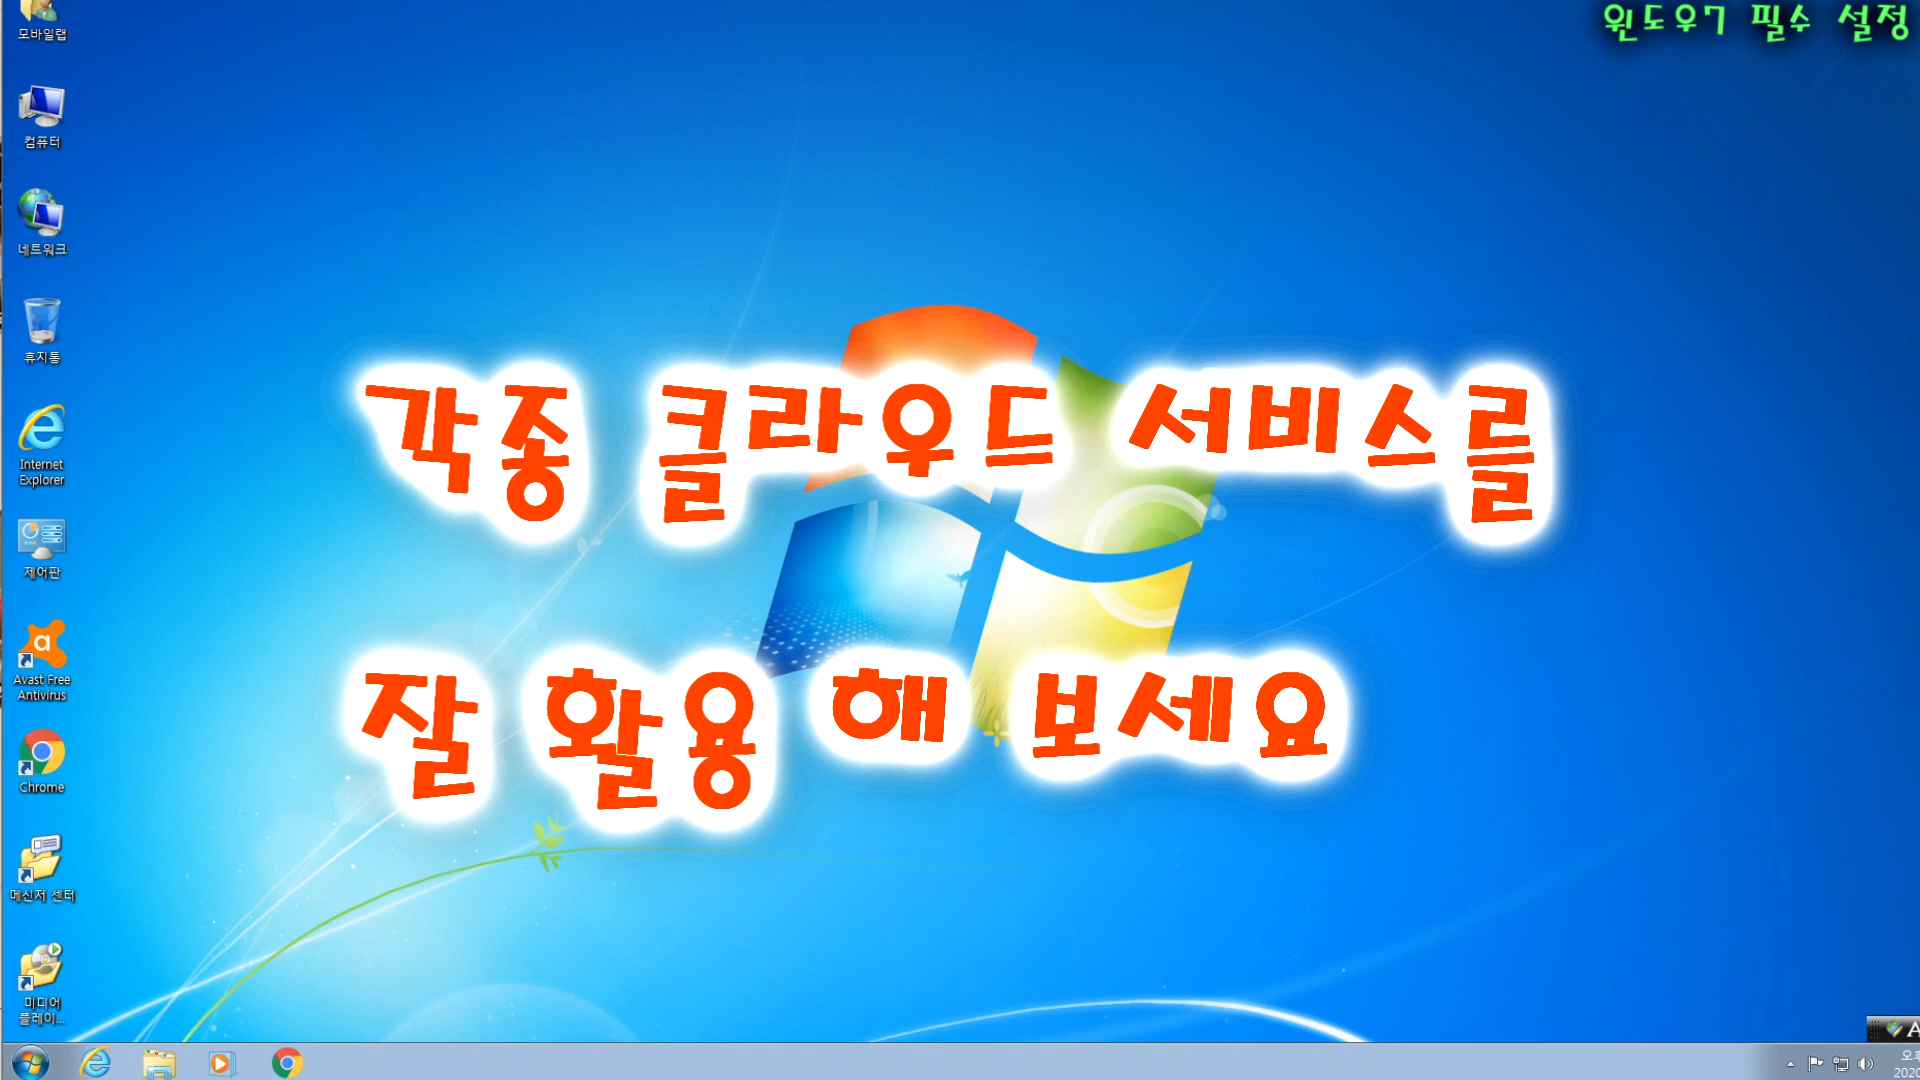 윈도우7 필수 설정
모바일랩
컴퓨터
네트워크
휴지통
Internet
Explorer
제어판
Avast Free
Antivirus
Chrome
메신저 센터
미디어
플레이...
각종 클라우드 서비스를
잘 활용 해 보세요
A
오후
2020